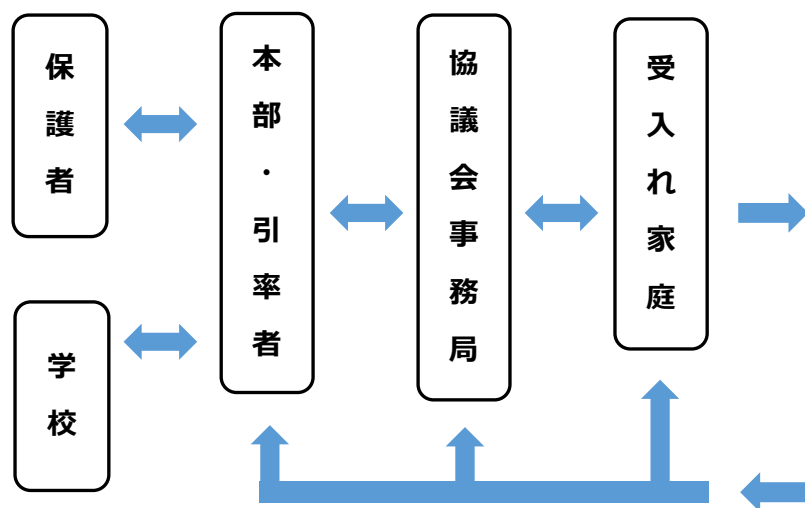 保護者
学校
本部・引率者
協議会事務局
受入れ家庭